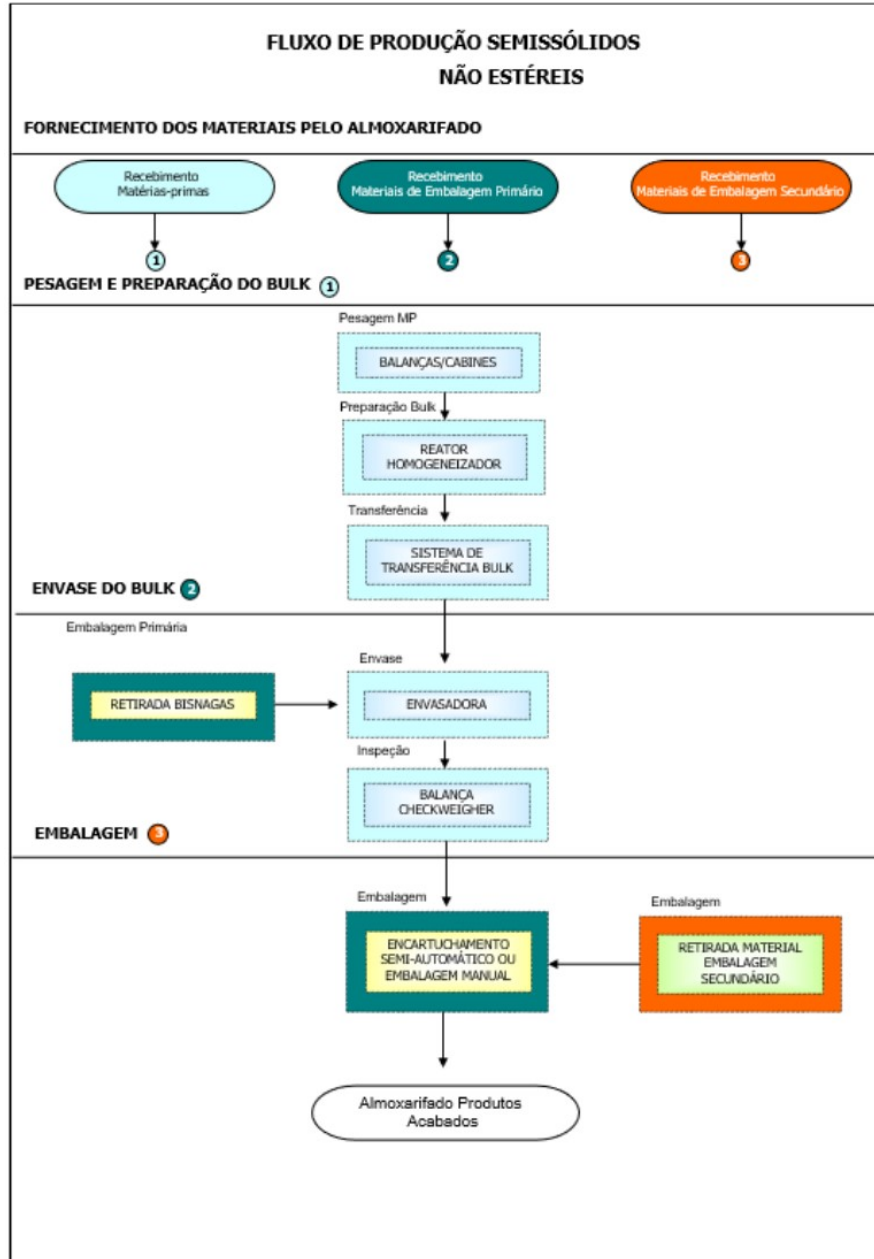 FLUXO DE PRODUÇÃO SEMISSÓLIDOS
NÃO ESTÉREIS
FORNECIMENTO DOS MATERIAIS PELO ALMOXARIFADO
Recebimento
Matérias-primas
Recebimento
Materiais de Embalagem Primário
Recebimento
Materiais de Embalagem Secundário
1
2
3
PESAGEM E PREPARAÇÃO DO BULK 1
Pesagem MP
BALANÇAS/CABINES
Preparação Bulk
REATOR
HOMOGENEIZADOR
Transferência
SISTEMA DE
TRANSFERÊNCIA BULK
ENVASE DO BULK 2
Embalagem Primária
Envase
RETIRADA BISNAGAS
ENVASADORA
Inspeção
BALANÇA
CHECKWEIGHER
EMBALAGEM 3
Embalagem
Embalagem
ENCARTUCHAMENTO
SEMI-AUTOMÁTICO OU
EMBALAGEM MANUAL
RETIRADA MATERIAL
EMBALAGEM
SECUNDÁRIO
Almoxarifado Produtos
Acabados